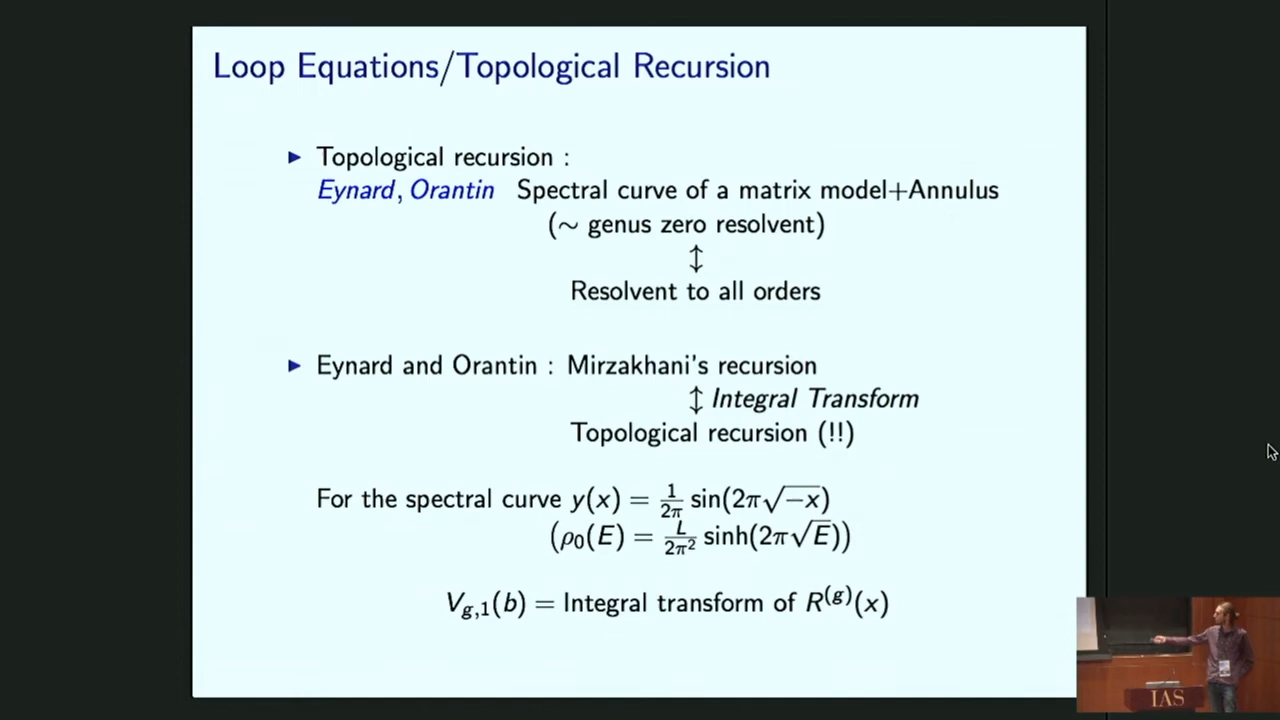 Loop Equations/Topological Recursion
▶ Topological recursion :
Eynard, Orantin Spectral curve of a matrix model+Annulus
(∼ genus zero resolvent)
↕
Resolvent to all orders
▶ Eynard and Orantin : Mirzakhani's recursion
↕ Integral Transform
Topological recursion (!!)
For the spectral curve y(x) = 1/2π sin(2π√−x)
(ρ₀(E) = L/2π² sinh(2π√E))
V_{g,1}(b) = Integral transform of R^{(g)}(x)
IAS